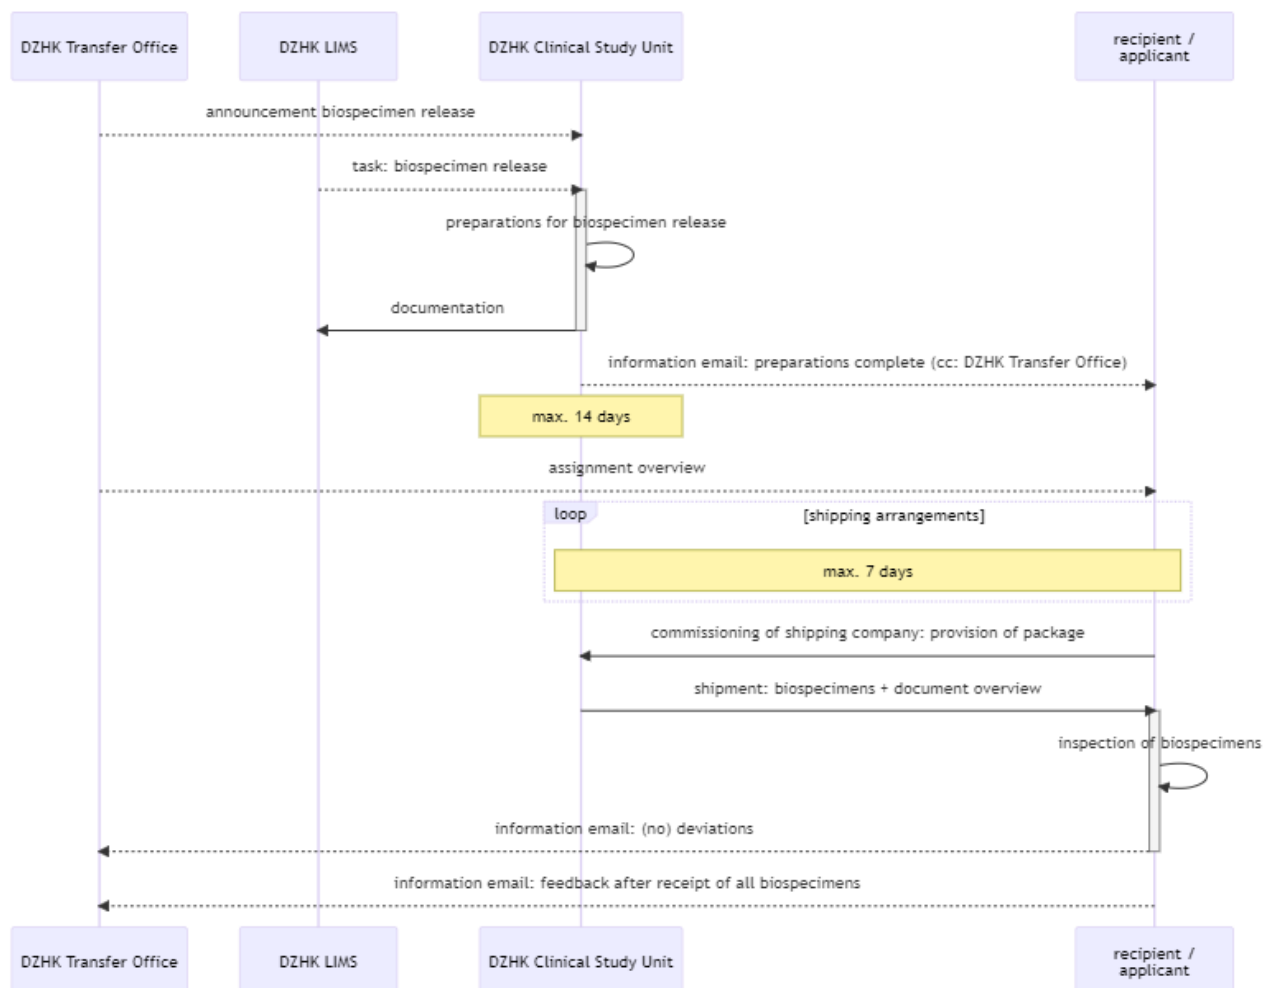 DZHK Transfer Office
DZHK LIMS
DZHK Clinical Study Unit
recipient /
applicant
announcement biospecimen release
task: biospecimen release
preparations for biospecimen release
documentation
information email: preparations complete (cc: DZHK Transfer Office)
max. 14 days
assignment overview
loop
[shipping arrangements]
max. 7 days
commissioning of shipping company: provision of package
shipment: biospecimens + document overview
inspection of biospecimens
information email: (no) deviations
information email: feedback after receipt of all biospecimens
DZHK Transfer Office
DZHK LIMS
DZHK Clinical Study Unit
recipient /
applicant